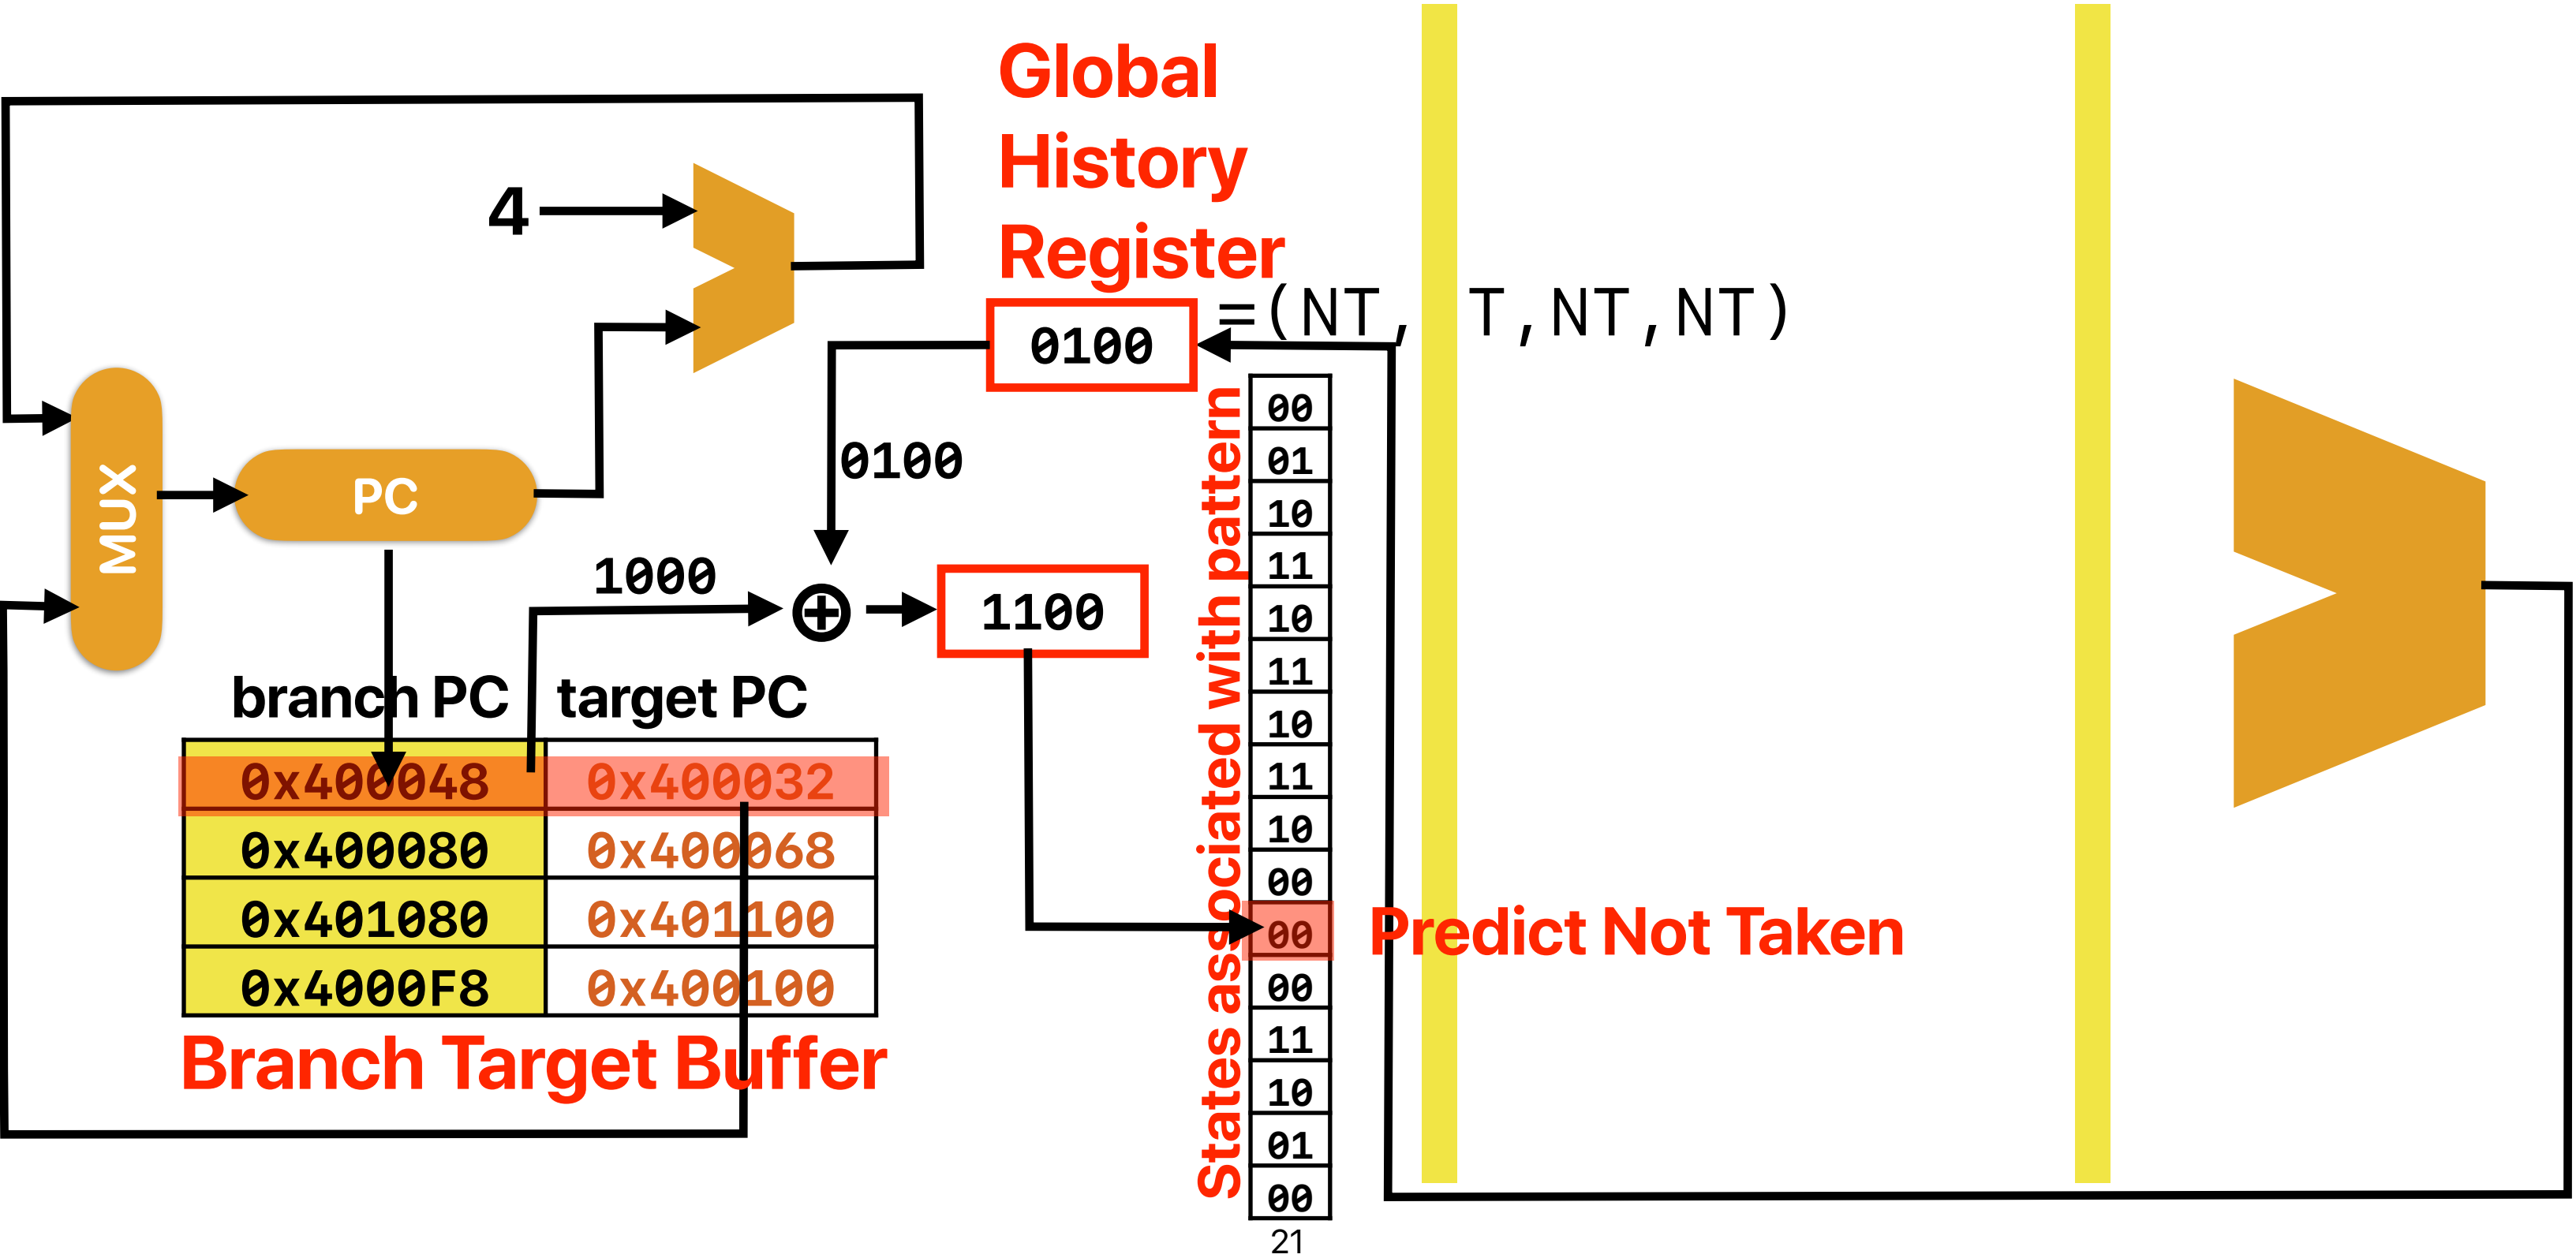 Global
History
Register
4
0100
=(NT, T,NT,NT)
0100
MUX
PC
1000
1100
branch PC
target PC
0x400048 0x400032
0x400080 0x400068
0x401080 0x401100
0x4000F8 0x400100
Branch Target Buffer
States associated with pattern
00
01
10
11
10
11
10
11
10
00
00
00
11
10
01
00
Predict Not Taken
21